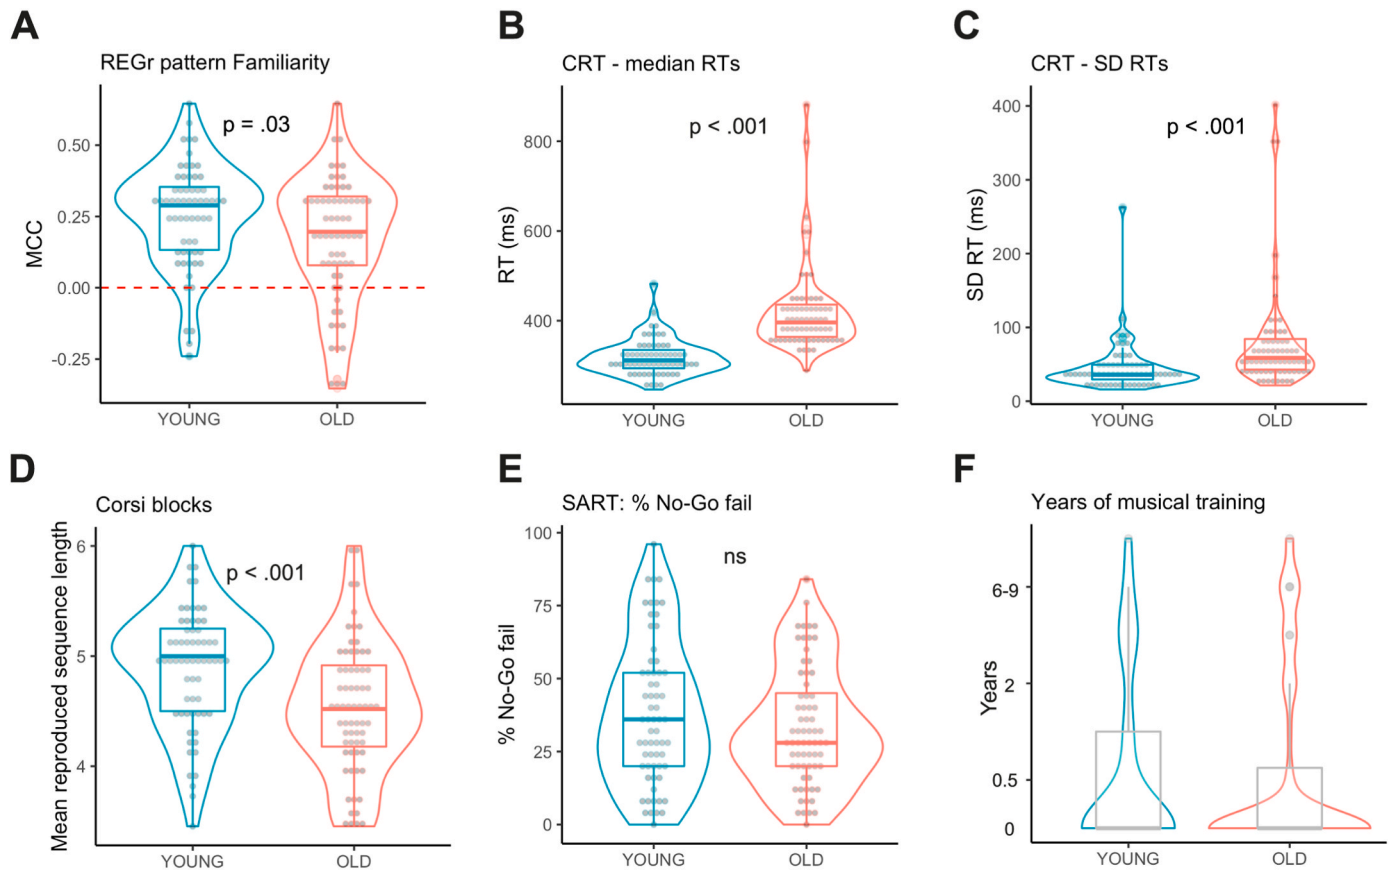 A
REGr pattern Familiarity
p = .03
MCC
0.50
0.25
0.00
-0.25
YOUNG
OLD
B
CRT - median RTs
p < .001
RT (ms)
800
600
400
YOUNG
OLD
C
CRT - SD RTs
p < .001
SD RT (ms)
400
300
200
100
0
YOUNG
OLD
D
Corsi blocks
p < .001
Mean reproduced sequence length
6
5
4
YOUNG
OLD
E
SART: % No-Go fail
ns
% No-Go fail
100
75
50
25
0
YOUNG
OLD
F
Years of musical training
Years
6-9
2
0.5
0
YOUNG
OLD